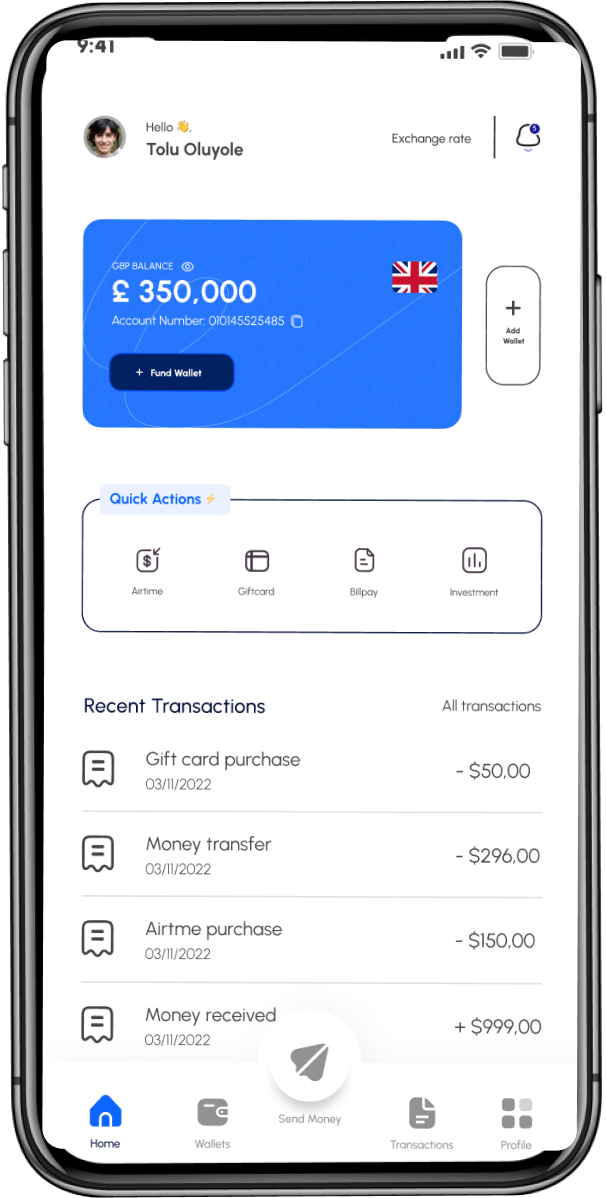 9:41
Hello 👋,
Tolu Oluyole
Exchange rate
5
GBP BALANCE
£ 350,000
Account Number: 010145525485
+ Fund Wallet
+
Add
Wallet
Quick Actions ⚡
Airtime
Giftcard
Billpay
Investment
Recent Transactions
All transactions
Gift card purchase
03/11/2022
- $50,00
Money transfer
03/11/2022
- $296,00
Airtme purchase
03/11/2022
- $150,00
Money received
03/11/2022
+ $999,00
Home
Wallets
Send Money
Transactions
Profile